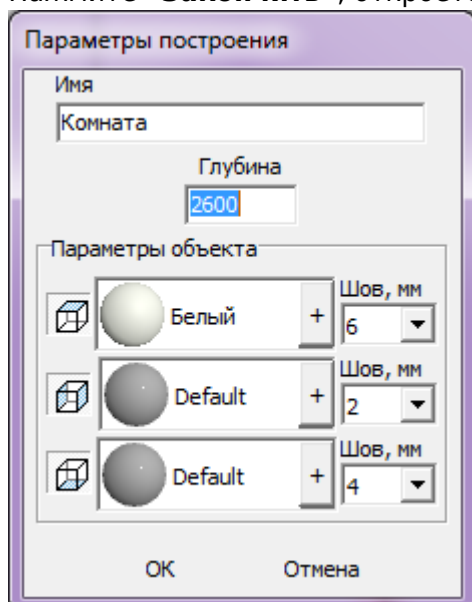 Параметры построения
Имя
Комната
Глубина
2600
Параметры объекта
Шов, мм
Белый + 6
Шов, мм
Default + 2
Шов, мм
Default + 4
ОК Отмена